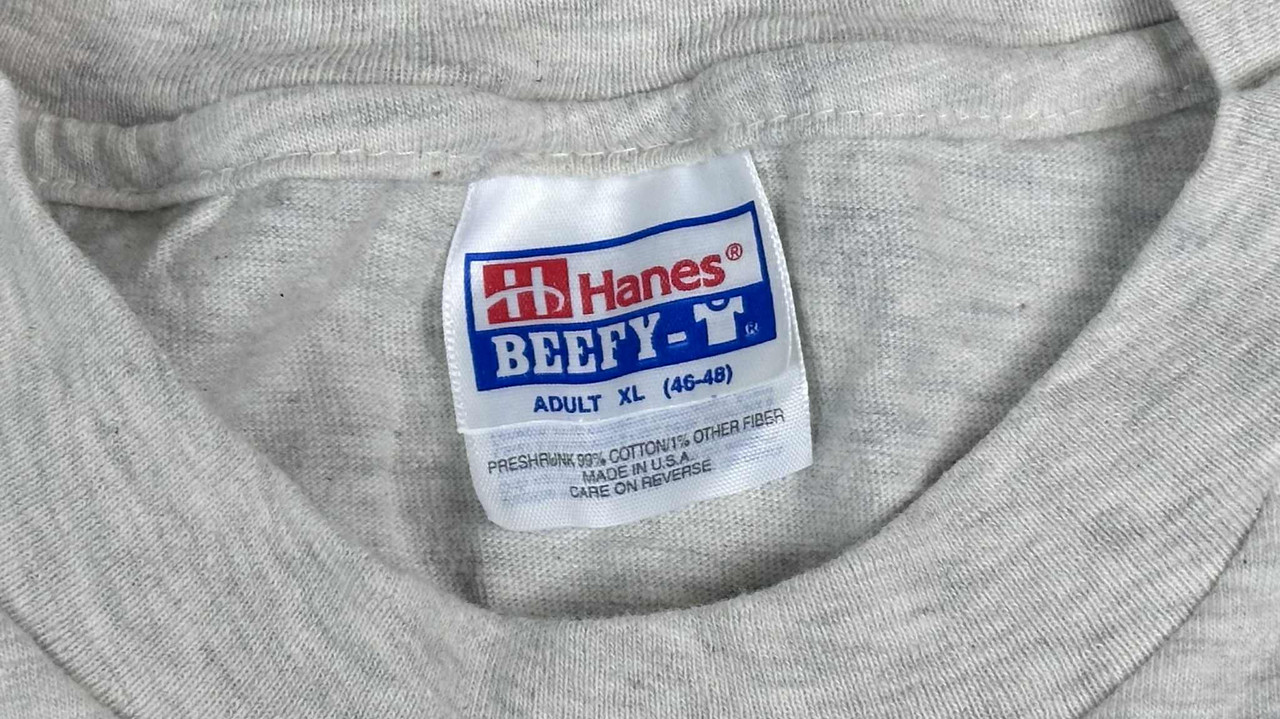 Hanes®
BEEFY-T®
ADULT XL (46-48)
PRESHRUNK 99% COTTON/1% OTHER FIBER
MADE IN U.S.A.
CARE ON REVERSE